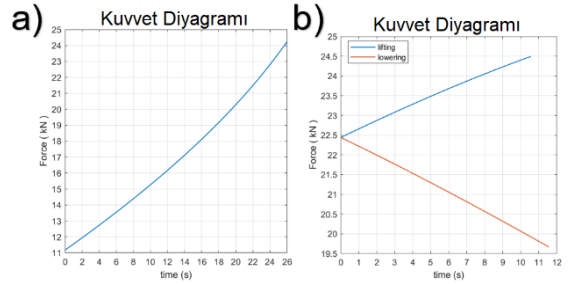 a)
Kuvvet Diyagramı
25
24
23
22
21
20
19
18
17
16
15
14
13
12
11
Force ( kN )
0 2 4 6 8 10 12 14 16 18 20 22 24 26
time (s)
b)
Kuvvet Diyagramı
lifting
lowering
25
24.5
24
23.5
23
22.5
22
21.5
21
20.5
20
19.5
Force ( kN )
0 1 2 3 4 5 6 7 8 9 10 11 12
time (s)